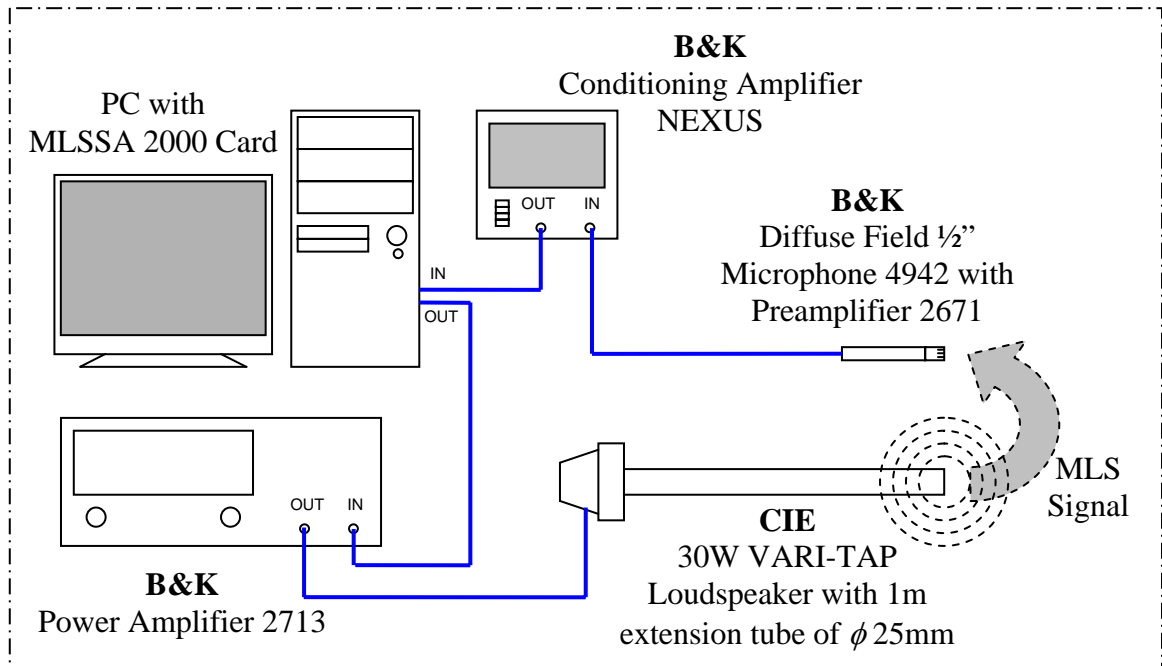 PC with
MLSSA 2000 Card
B&K
Conditioning Amplifier
NEXUS
OUT IN
IN
OUT
B&K
Diffuse Field ½”
Microphone 4942 with
Preamplifier 2671
OUT IN
B&K
Power Amplifier 2713
CIE
30W VARI-TAP
Loudspeaker with 1m
extension tube of ϕ 25mm
MLS
Signal